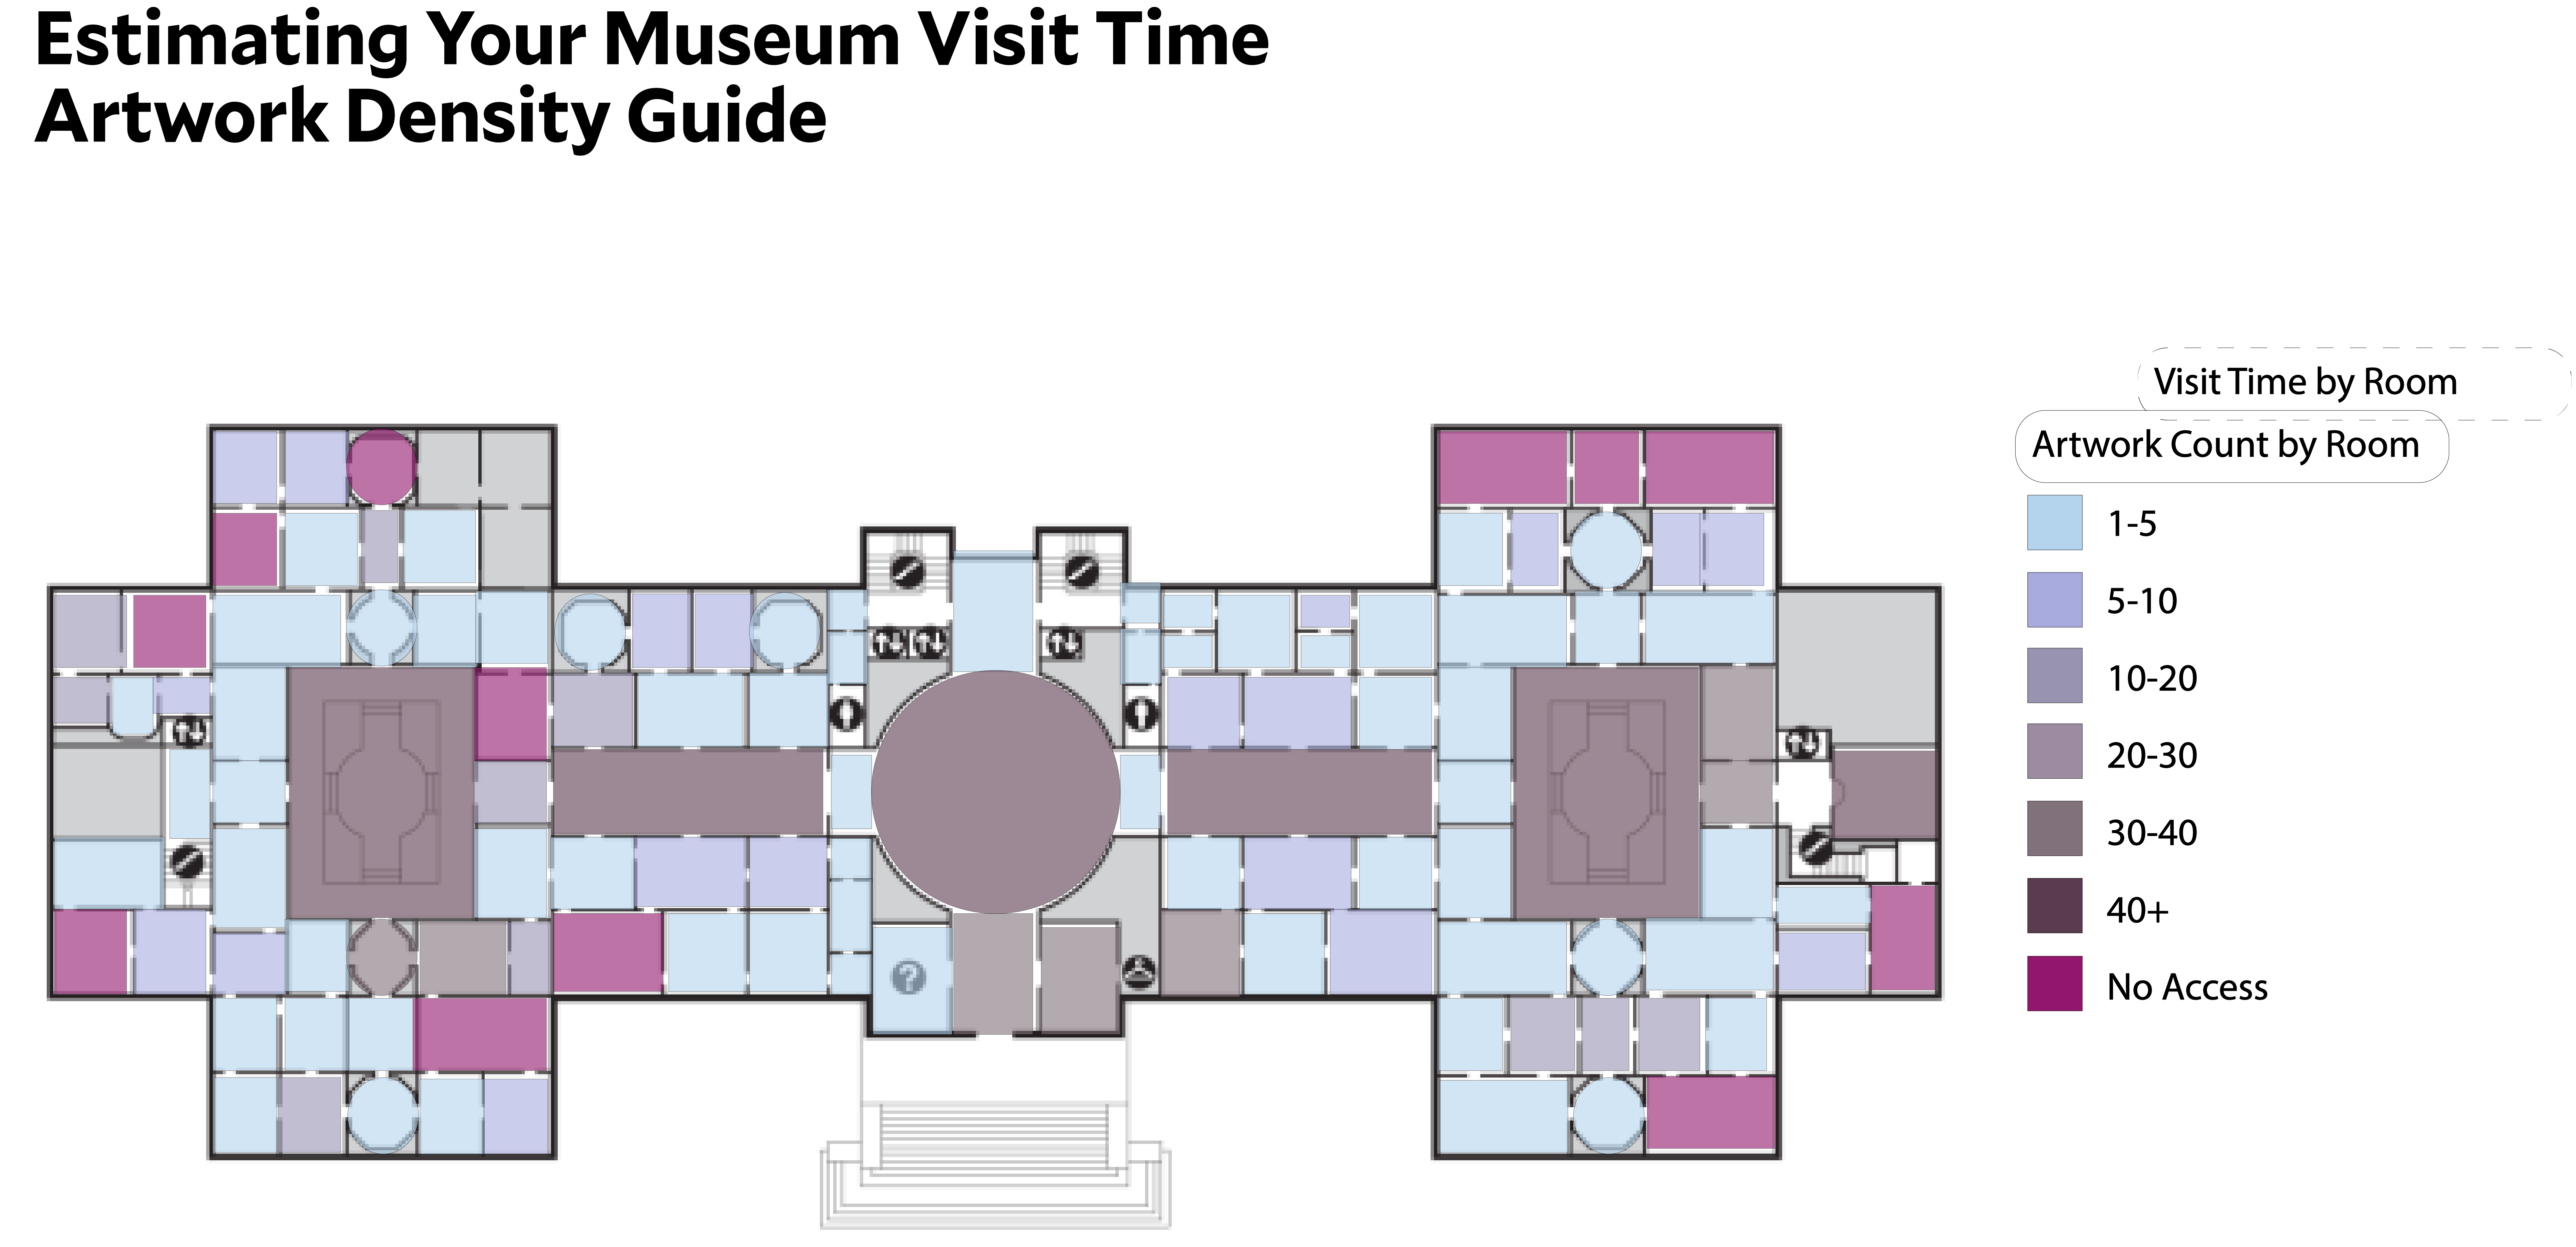 Estimating Your Museum Visit Time
Artwork Density Guide
Visit Time by Room
Artwork Count by Room
1-5
5-10
10-20
20-30
30-40
40+
No Access
?